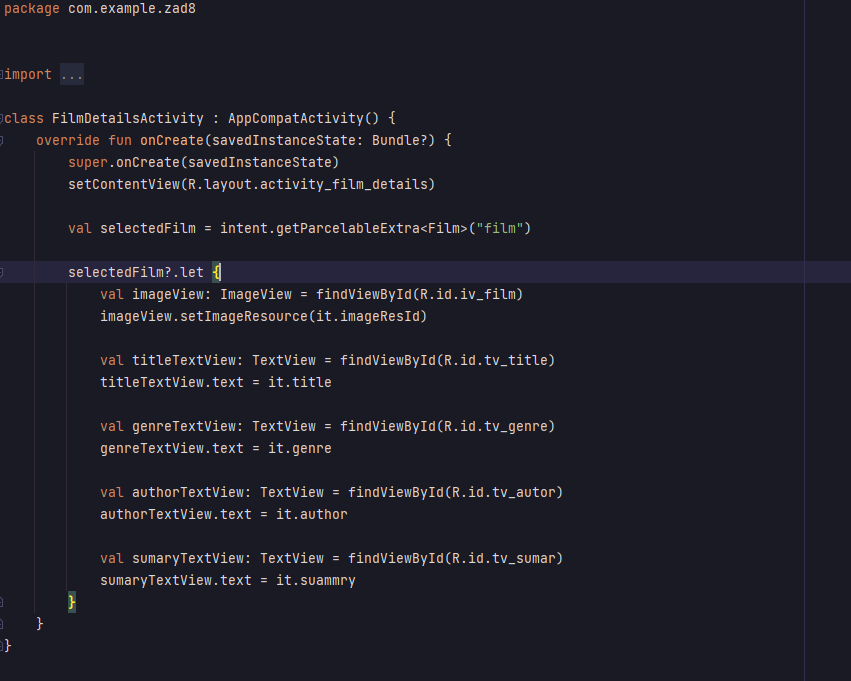 package com.example.zad8
import ...
class FilmDetailsActivity : AppCompatActivity() {
override fun onCreate(savedInstanceState: Bundle?) {
super.onCreate(savedInstanceState)
setContentView(R.layout.activity_film_details)
val selectedFilm = intent.getParcelableExtra<Film>("film")
selectedFilm?.let {
val imageView: ImageView = findViewById(R.id.iv_film)
imageView.setImageResource(it.imageResId)
val titleTextView: TextView = findViewById(R.id.tv_title)
titleTextView.text = it.title
val genreTextView: TextView = findViewById(R.id.tv_genre)
genreTextView.text = it.genre
val authorTextView: TextView = findViewById(R.id.tv_autor)
authorTextView.text = it.author
val sumaryTextView: TextView = findViewById(R.id.tv_sumar)
sumaryTextView.text = it.suammry
}
}
}